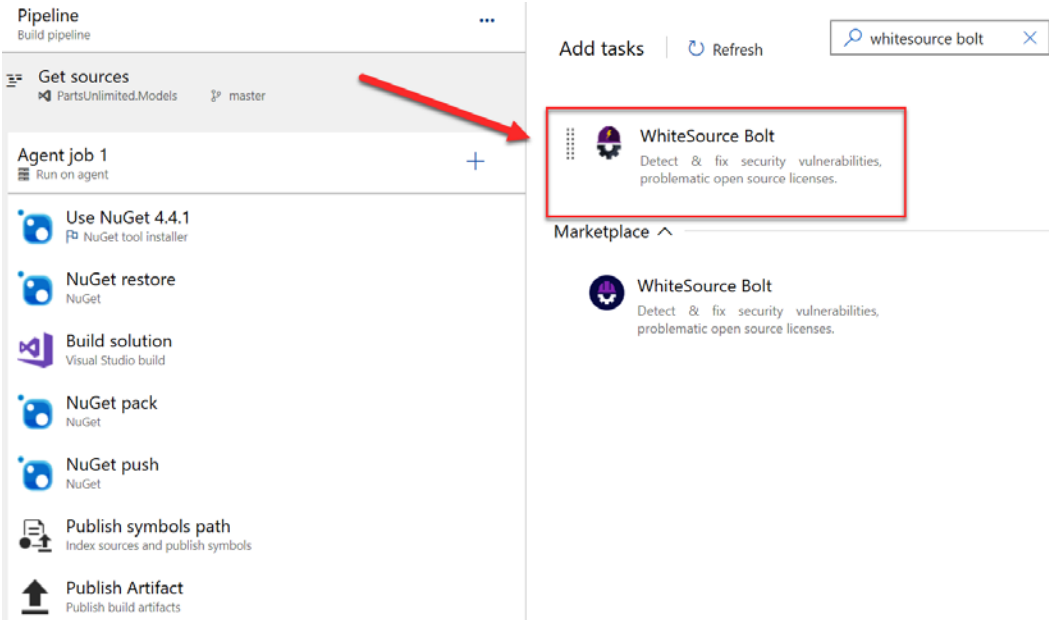 Pipeline
Build pipeline
Get sources
PartsUnlimited.Models master
Agent job 1
Run on agent
Use NuGet 4.4.1
NuGet tool installer
NuGet restore
NuGet
Build solution
Visual Studio build
NuGet pack
NuGet
NuGet push
NuGet
Publish symbols path
Index sources and publish symbols
Publish Artifact
Publish build artifacts
Add tasks
Refresh
whitesource bolt
WhiteSource Bolt
Detect & fix security vulnerabilities,
problematic open source licenses.
Marketplace
WhiteSource Bolt
Detect & fix security vulnerabilities,
problematic open source licenses.